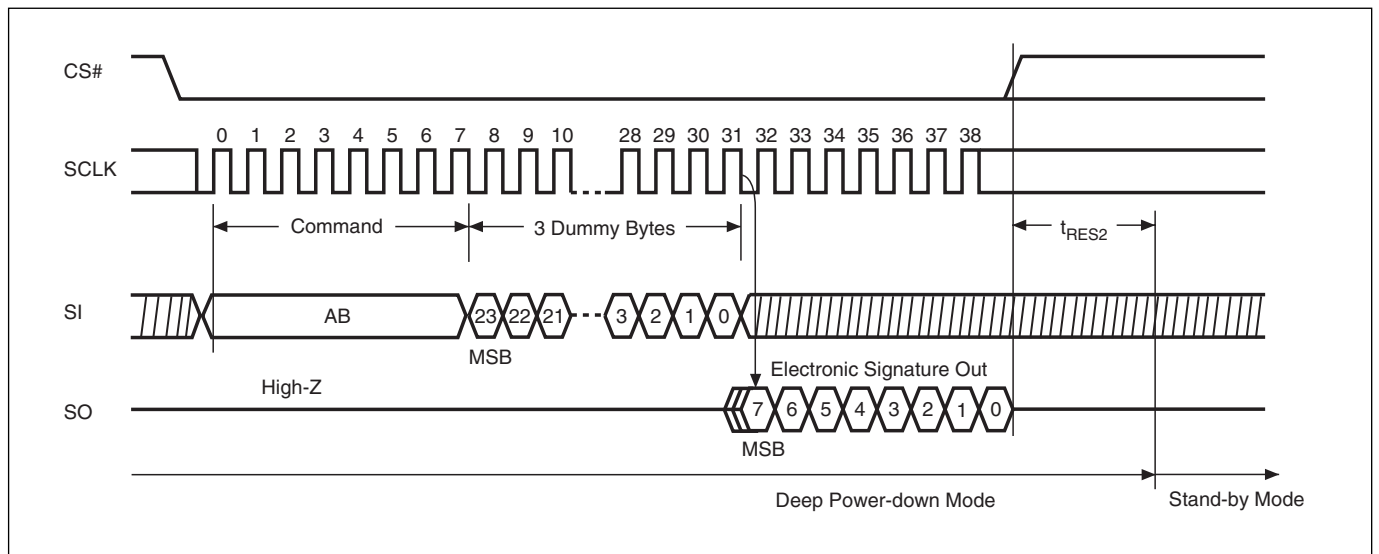 CS#
0 1 2 3 4 5 6 7 8 9 10 28 29 30 31 32 33 34 35 36 37 38
SCLK
Command
3 Dummy Bytes
tRES2
SI
AB
23 22 21 3 2 1 0
MSB
Electronic Signature Out
High-Z
SO
7 6 5 4 3 2 1 0
MSB
Deep Power-down Mode
Stand-by Mode